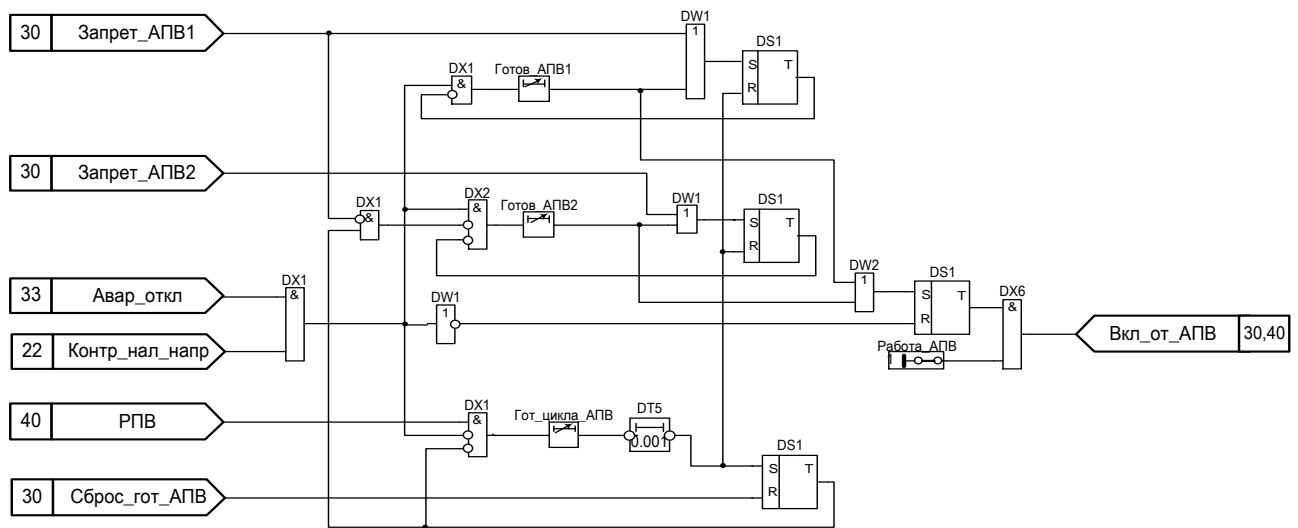 DW1
30 Запрет_АПВ1 1
DS1
S T
R
DX1 Готов_АПВ1
&
30 Запрет_АПВ2
DX1 DX2 Готов_АПВ2 DW1 DS1
& & 1 S T
R
DW2 DS1
33 Авар_откл DX1 1 S T DX6
& DW1 R &
1
22 Контр_нал_напр Вкл_от_АПВ 30,40
Работа_АПВ
1
40 РПВ DX1 Гот_цикла_АПВ DT5
& 0.001
DS1
S T
R
30 Сброс_гот_АПВ